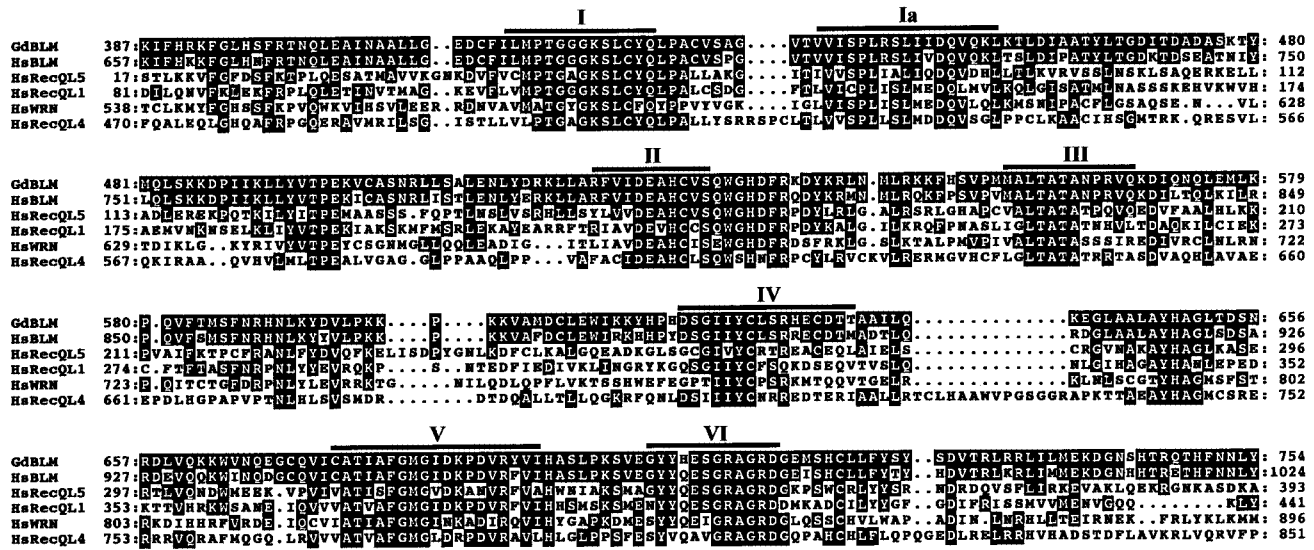 I Ia
GdBLM 387:KIFHRKFGLHSFRTNQLEAINAALLG..EDCFILMPTGGGKSLCYQLPACVSAG....VTVVISPLRSLIIDQVQKLKTLDIAATYLTGDITDADASKTY: 480
HsBLM 657:KIFHKKFGLHNFRTNQLEAINAALLG..EDCFILMPTGGGKSLCYQLPACVSPG....VTVVISPLRSLIVDQVQKLTSLDIPATYLTGDKTDSEATNIY: 750
HsRecQL5 17:STLKKVFGFDSFKTPLQESATMAVVKGNKDVFVCMPTGAGKSLCYQLPALLAKG....ITIVVSPLIALIQDQVDHLLTLKVRVSSLNSKLSAQERKELL: 112
HsRecQL1 81:DILQNVFKLEKFRPLQLETINVTMAG..KEVFLVMPTGGGKSLCYQLPALCSDG....FTLVICPLISLMEDQLMVLKQLGISATMLNASSSKEHVKWVH: 174
HsWRN 538:TCLKMYFGHSSFKPVQWKVIHSVLEER.RDNVAVMATGYGKSLCFQYPPVYVGK....IGLVISPLISLMEDQVLQLKMSNIPACFLGSAQSE.N..VL: 628
HsRecQL4 470:FQALEQLGHQAFRPGQERAVMRILSG..ISTLLVLPTGAGKSLCYQLPALLYSRRSPCLTLVVSPLLSLMDDQVSGLPPCLKAACIHSGMTRK.QRESVL: 566
II III
GdBLM 481:MQLSKKDPIIKLLYVTPEKVCASNRLLSALENLYDRKLLARFVIDEAHCVSQWGHDFRKDYKRLN.MLRKKFHSVPMMALTATANPRVQKDIQNQLEMLK: 579
HsBLM 751:LQLSKKDPIIKLLYVTPEKICASNRLISTLENLYERKLLARFVIDEAHCVSQWGHDFRQDYKRMN.MLRQKFPSVPVMALTATANPRVQKDILTQLKILR: 849
HsRecQL5 113:ADLEREKPQTKILYITPEMAASSS.FQPTLNSLVSRHLLSYLVVDEAHCVSQWGHDFRPDYLRLG.ALRSRLGHAPCVALTATATPQVQEDVFAALHLKK: 210
HsRecQL1 175:AEMVNKNSELKLIYVTPEKIAKSKMFMSRLEKAYEARRFTRIAVDEVHCCSQWGHDFRPDYKALG.ILKRQFPNASLIGLTATATNHVLTDAQKILCIEK: 273
HsWRN 629:TDIKLG..KYRIVYVTPEYCSGNMGLLQQLEADIG....ITLIAVDEAHCISEWGHDFRDSFRKLG.SLKTALPMVPIVALTATASSSIREDIVRCLNLRN: 722
HsRecQL4 567:QKIRAA..QVHVLMLTPEALVGAG.GLPPAAQLPP....VAFACIDEAHCLSQWSHNFRPCYLRVCKVLRERMGVHCFLGLTATATRRTASDVAQHLAVAE: 660
IV
GdBLM 580:P.QVFTMSFNRHNLKYDVLPKK....P....KKVAMDCLEWIKKYHPHDSGIIYCLSRHECDTTAAILQ..............KEGLAALAYHAGLTDSN: 656
HsBLM 850:P.QVFSMSFNRHNLKYYVLPKK....P....KKVAFDCLEWIRKHHPYDSGIIYCLSRRECDTMADTLQ..............RDGLAALAYHAGLSDSA: 926
HsRecQL5 211:PVAIFKTPCFRANLFYDVQFKELISDPYGNLKDFCLKALGQEADKGLSGCGIVYCRTREACEQLAIELS..............CRGVNAKAYHAGLKASE: 296
HsRecQL1 274:C.FTFTASFNRPNLYYEVRQKP....SNTEDFIEDIVKLINGRYKGQSGIIYCFSQKDSEQVTVSLQ..............NLGIHAGAYHANLEPED: 352
HsWRN 723:P.QITCTGFDRPNLYLEVRRKTG....NILQDLQPFLVKTSSHWEFEGPTIIYCPSRKMTQQVTGELR..............KLNLSCGTYHAGMSFST: 802
HsRecQL4 661:EPDLHGPAPVPTNLHLSVSMDR....DTDQALLTLLQGKRFQNLDSIIIYCNRREDTERIAALLRTCLHAAWVPGSGGRAPKTTAEAYHAGMCSRE: 752
V VI
GdBLM 657:RDLVQKKWVNQEGCQVICATIAFGMGIDKPDVRYVIHASLPKSVEGYYHESGRAGRDGEMSHCLLFYSY..SDVTRLRRLILMEKDGNSHTRQTHFNNLY: 754
HsBLM 927:RDEVQQKWINQDGCQVICATIAFGMGIDKPDVRFVIHASLPKSVEGYYQESGRAGRDGEISHCLLFYTY..HDVTRLKRLIMMEKDGNHHTRETHFNNLY:1024
HsRecQL5 297:RTLVQNDWMEEK.VPVIVATISFGMGVDKANVRFVAHWNIAKSMAGYYQESGRAGRDGKPSWCRLYYSR..NDRDQVSFLIRKEVAKLQEKRGNKASDKA: 393
HsRecQL1 353:KTTVHRKWSANE.IQVVVATVAFGMGIDKPDVRFVIHHSMSKSMENYYQESGRAGRDDMKADCILYYGF..GDIFRISSMVVMENVGQQ........KLY: 441
HsWRN 803:RKDIHHRFVRDE.IQCVIATIAFGMGINKADIRQVIHYGAPKDMESYYQEIGRAGRDGLQSSCHVLWAP..ADINLNRHLLTEIRNEK..FRLYKLKMM: 896
HsRecQL4 753:RRRVQRAFMQGQ.LRVVVATVAFGMGLDRPDVRAVLHLGLPPSFESYVQAVGRAGRDGQPAHCHLFLQPQGEDLRELRRHVHADSTDFLAVKRLVQRVFP: 851